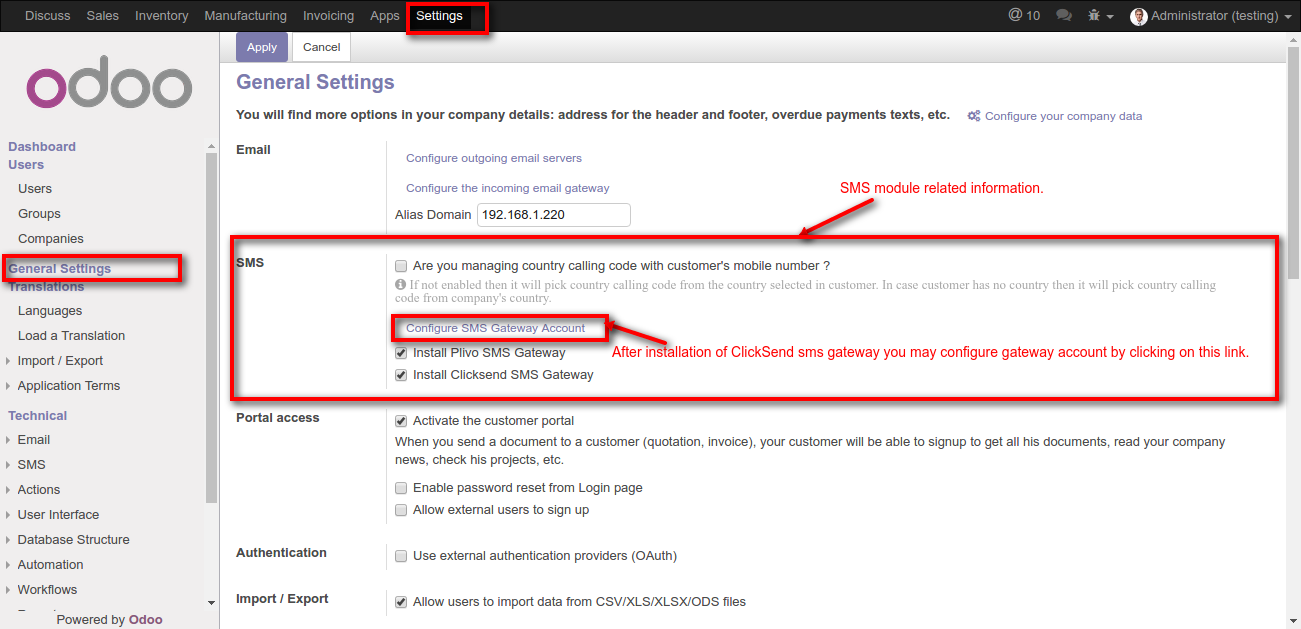 Discuss Sales Inventory Manufacturing Invoicing Apps Settings @ 10 Administrator (testing)
odoo
Dashboard
Users
Users
Groups
Companies
General Settings
Translations
Languages
Load a Translation
Import / Export
Application Terms
Technical
Email
SMS
Actions
User Interface
Database Structure
Automation
Workflows
Powered by Odoo
Apply Cancel
General Settings
You will find more options in your company details: address for the header and footer, overdue payments texts, etc. Configure your company data
Email
Configure outgoing email servers
Configure the incoming email gateway
Alias Domain 192.168.1.220
SMS module related information.
SMS
Are you managing country calling code with customer's mobile number ?
If not enabled then it will pick country calling code from the country selected in customer. In case customer has no country then it will pick country calling
code from company's country.
Configure SMS Gateway Account
Install Plivo SMS Gateway
After installation of ClickSend sms gateway you may configure gateway account by clicking on this link.
Install Clicksend SMS Gateway
Portal access
Activate the customer portal
When you send a document to a customer (quotation, invoice), your customer will be able to signup to get all his documents, read your company
news, check his projects, etc.
Enable password reset from Login page
Allow external users to sign up
Authentication
Use external authentication providers (OAuth)
Import / Export
Allow users to import data from CSV/XLS/XLSX/ODS files